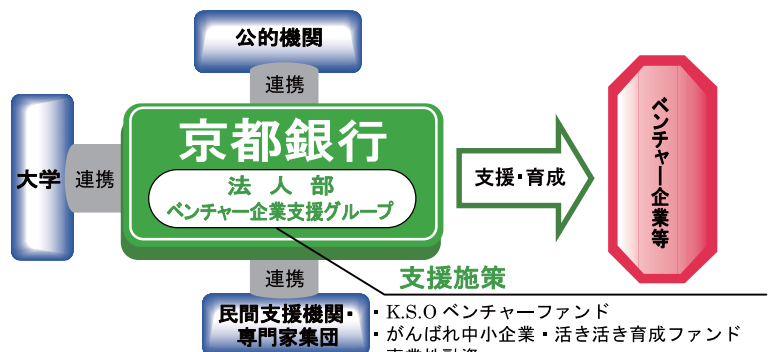 公的機関
連携
京都銀行
法人部
ベンチャー企業支援グループ
大学
連携
支援・育成
ベンチャー企業等
連携
民間支援機関・
専門家集団
支援施策
・K.S.O ベンチャーファンド
・がんばれ中小企業・活き活き育成ファンド